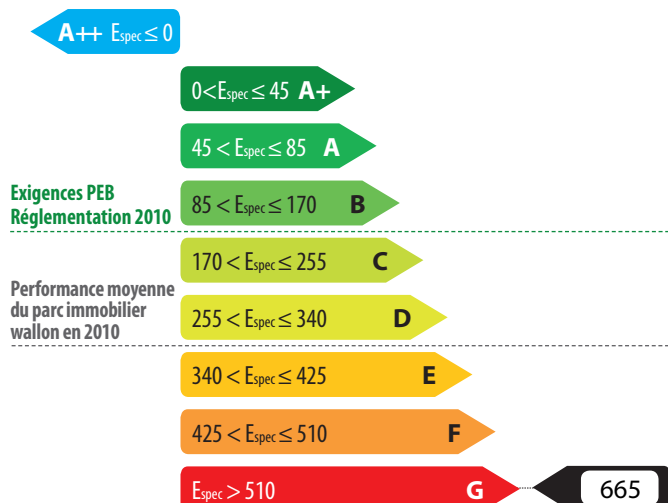 A++ Espec ≤ 0
0<Espec ≤ 45 A+
45 < Espec ≤ 85 A
Exigences PEB
Réglementation 2010
85 < Espec ≤ 170 B
170 < Espec ≤ 255 C
Performance moyenne
du parc immobilier
wallon en 2010
255 < Espec ≤ 340 D
340 < Espec ≤ 425 E
425 < Espec ≤ 510 F
Espec > 510 G
665